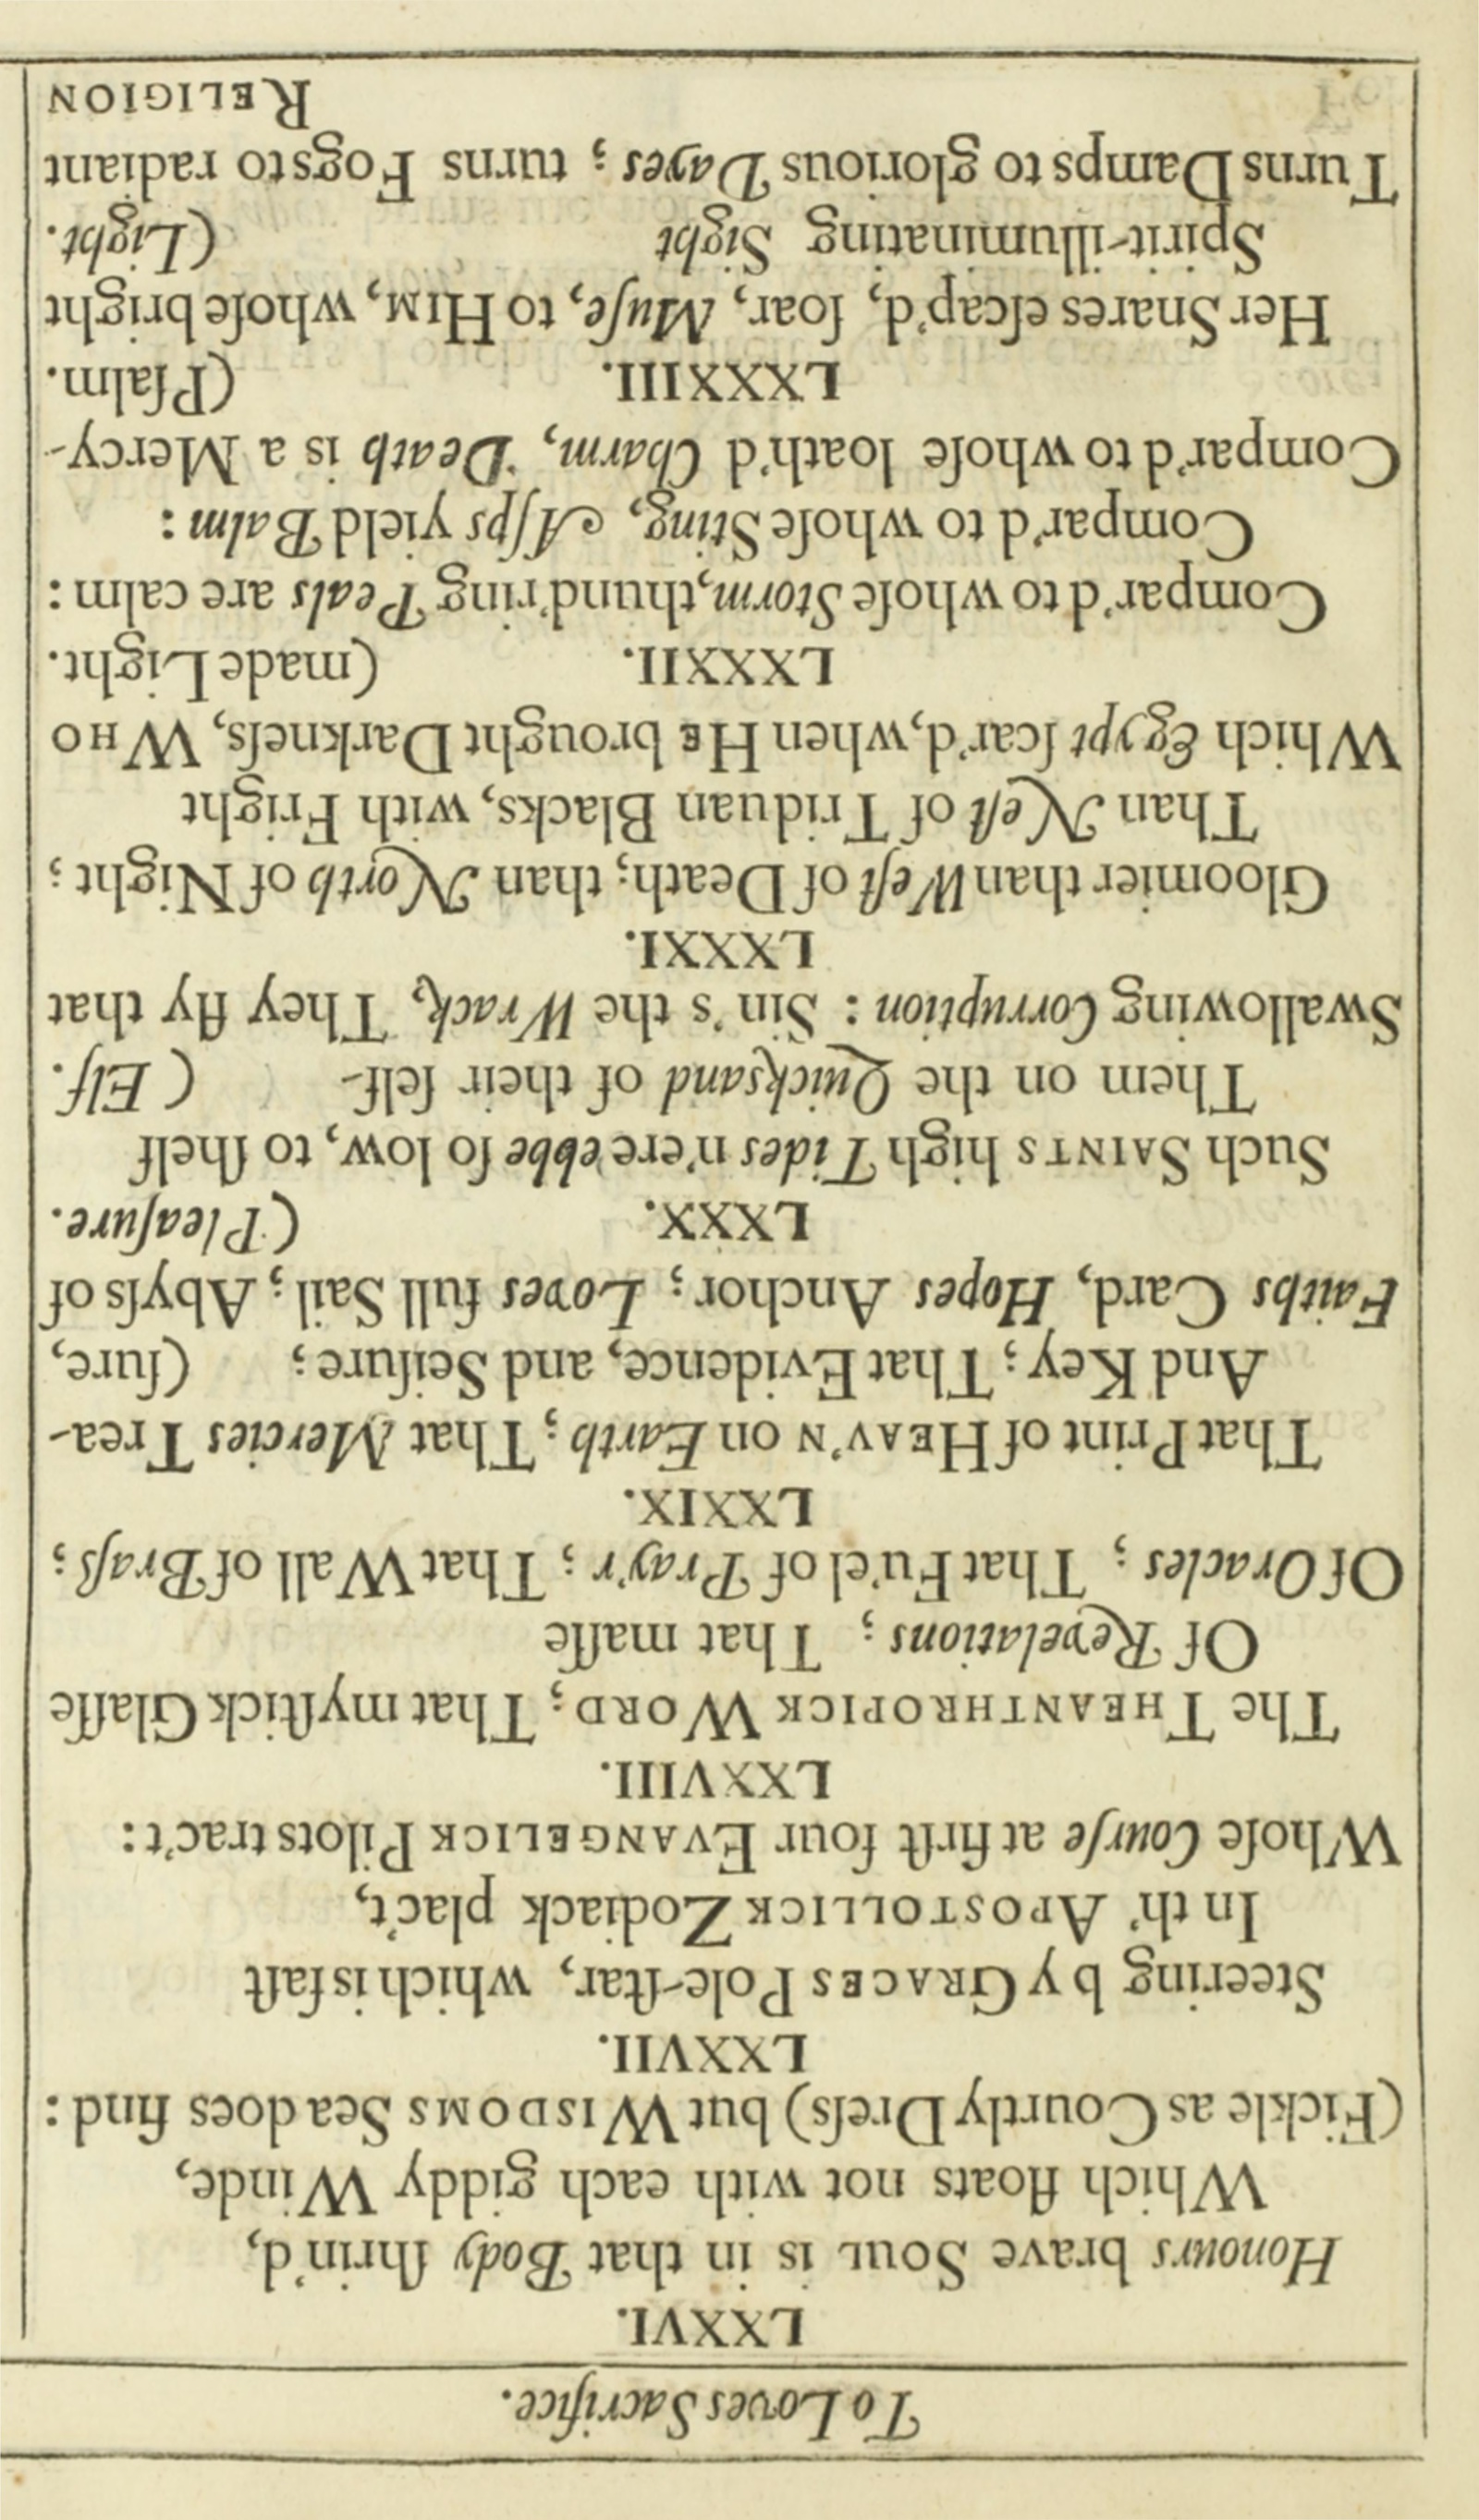 To Loves Sacrifice.
LXXVI.
Honours brave Soul is in that Body ſhrin'd,
Which floats not with each giddy Winde,
(Fickle as Courtly Dreſs) but Wisdoms Sea does find:
LXXVII.
Steering by Graces Pole-ſtar, which is faſt
In th' Apostollick Zodiack plac't,
Whoſe Courſe at firſt four Evangelick Pilots trac't:
LXXVIII.
The Theanthropick Word; That myſtick Glaſſe
Of Revelations; That maſſe
Of Oracles; That Fu'el of Pray'r; That Wall of Braſs;
LXXIX.
That Print of Heav'n on Earth; That Mercies Trea-
And Key; That Evidence, and Seiſure; (ſure,
Faiths Card, Hopes Anchor; Loves full Sail; Abyſs of
LXXX. (Pleaſure.
Such Saints high Tides n'ere ebbe ſo low, to ſhelf
Them on the Quickſand of their ſelf- (Elf.
Swallowing Corruption: Sin's the Wrack, They fly that
LXXXI.
Gloomier than Weſt of Death; than North of Night;
Than Neſt of Triduan Blacks, with Fright
Which Egypt ſcar'd, when He brought Darkneſs, Who
LXXXII. (made Light.
Compar'd to whoſe Storm, thund'ring Peals are calm:
Compar'd to whoſe Sting, Aſps yield Balm:
Compar'd to whoſe loath'd Charm, Death is a Mercy-
LXXXIII. (Pſalm.
Her Snares eſcap'd, ſoar, Muſe, to Him, whoſe bright
Spirit-illuminating Sight (Light.
Turns Damps to glorious Dayes; turns Fogs to radiant
Religion